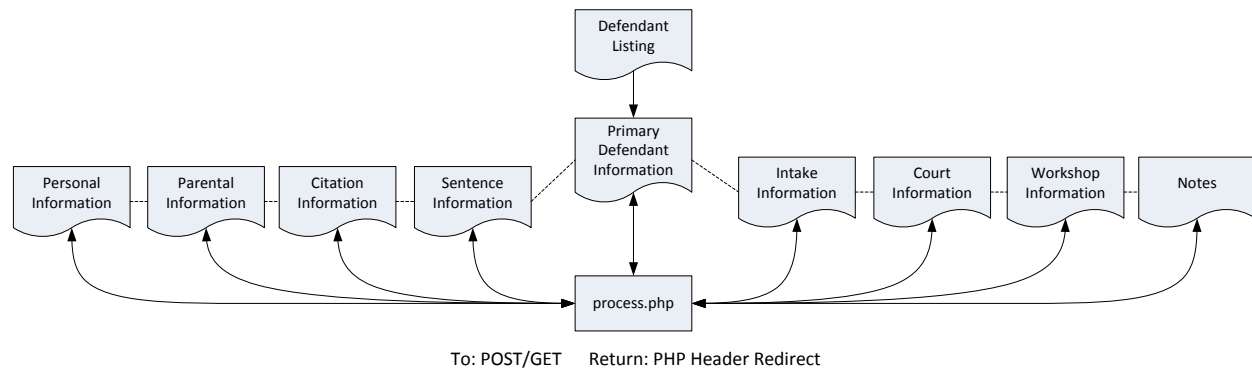 Defendant
Listing
Primary
Defendant
Information
Personal
Information
Parental
Information
Citation
Information
Sentence
Information
Intake
Information
Court
Information
Workshop
Information
Notes
process.php
To: POST/GET Return: PHP Header Redirect